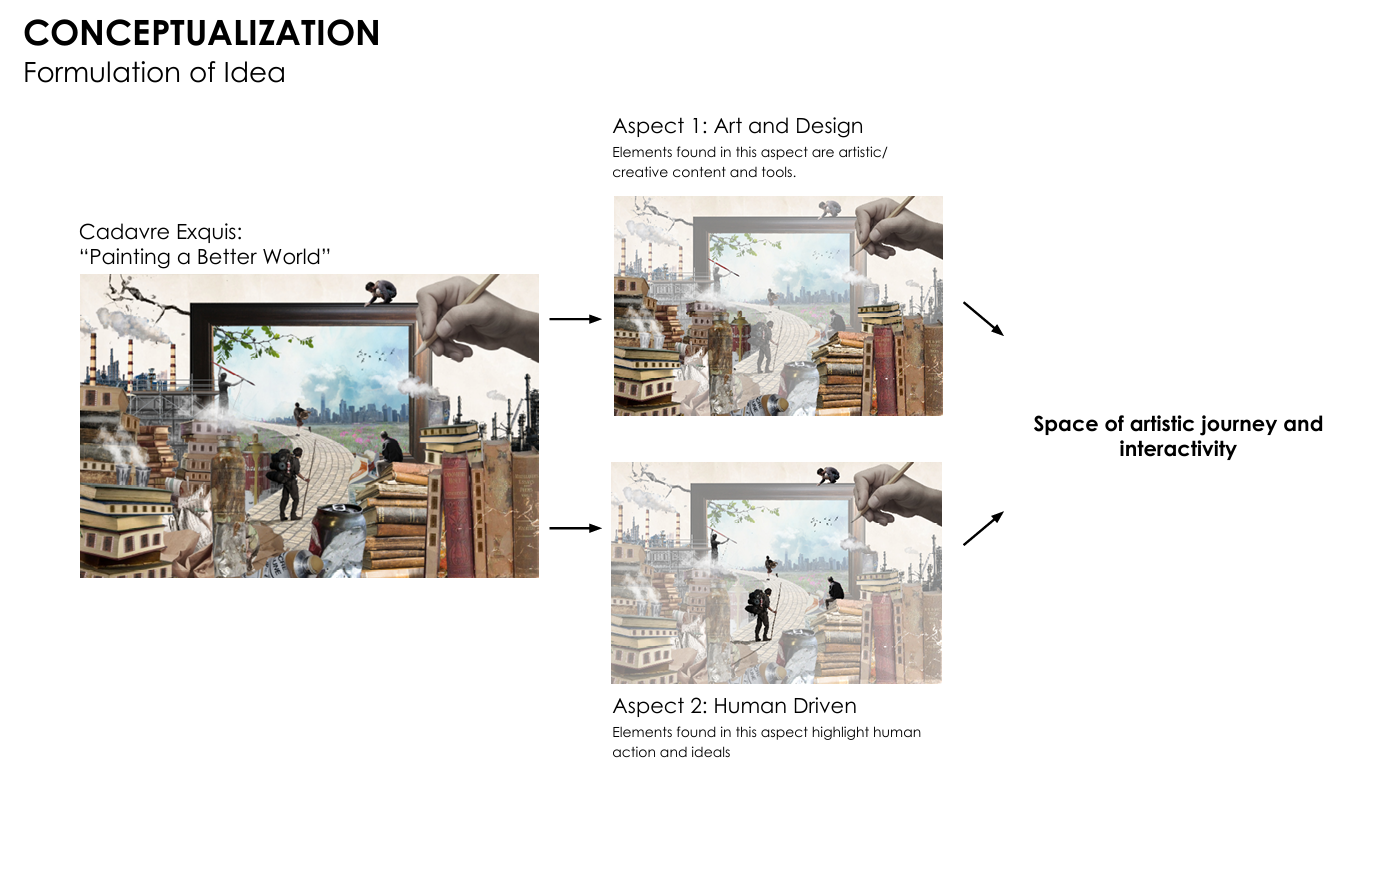 CONCEPTUALIZATION
Formulation of Idea
Cadavre Exquis:
“Painting a Better World”
Aspect 1: Art and Design
Elements found in this aspect are artistic/
creative content and tools.
Space of artistic journey and
interactivity
Aspect 2: Human Driven
Elements found in this aspect highlight human
action and ideals